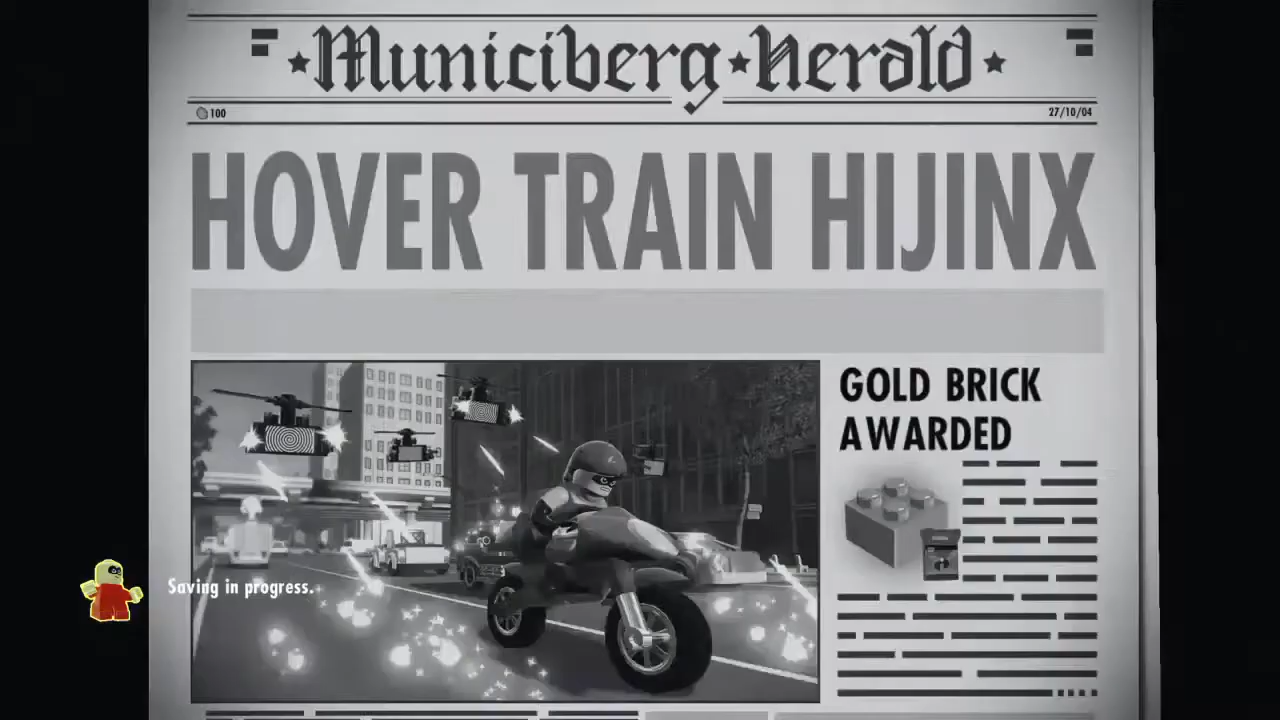 Municiberg Herald
100
27/10/04
HOVER TRAIN HIJINX
GOLD BRICK
AWARDED
Saving in progress.